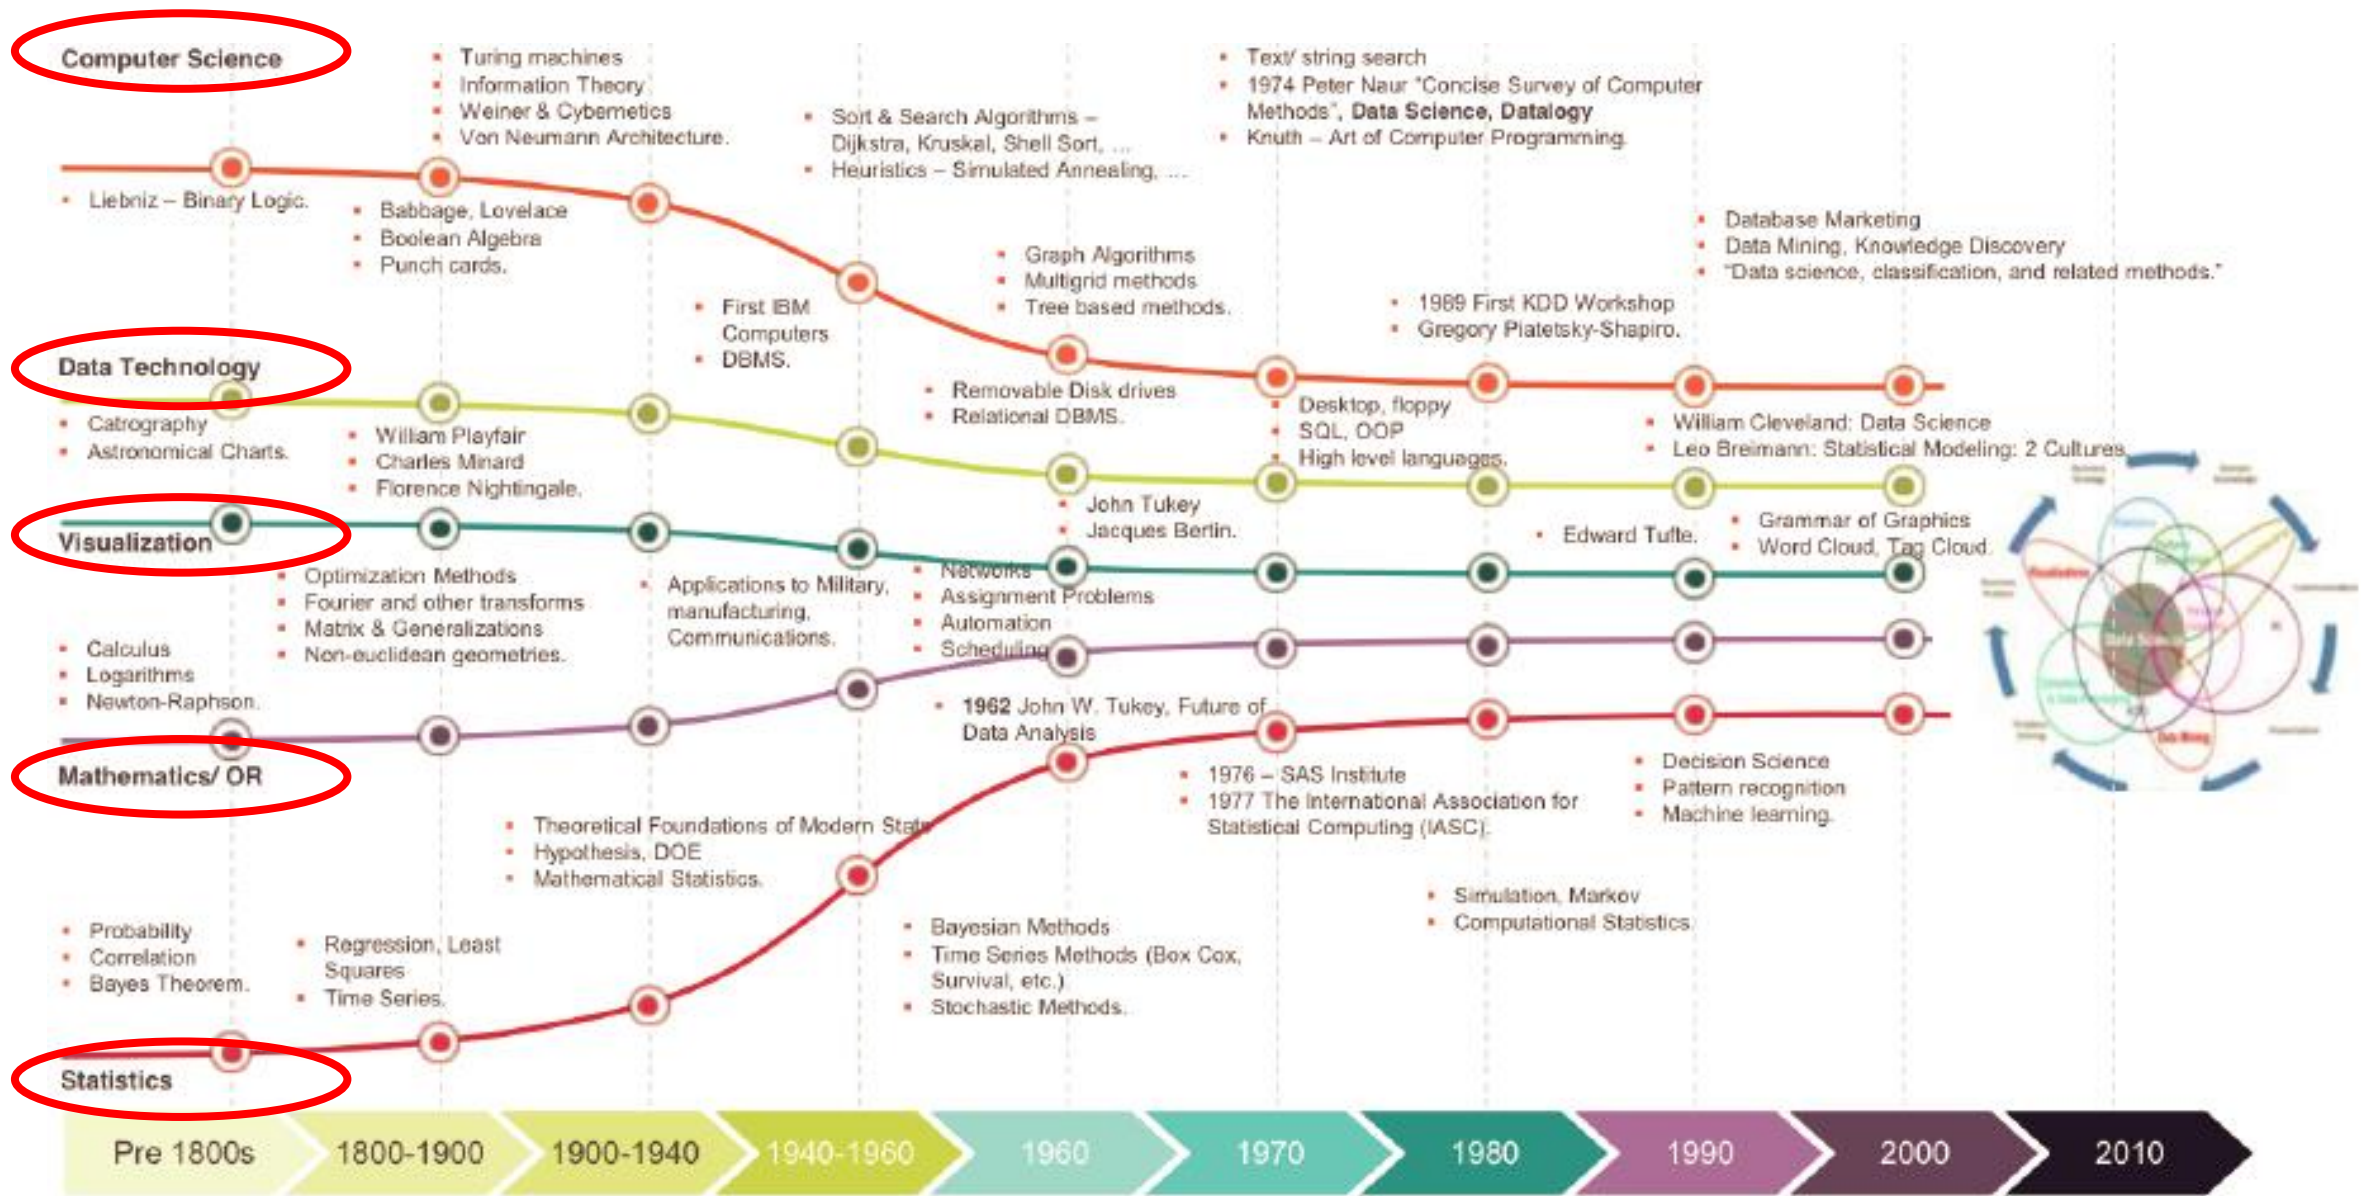 Computer Science
Turing machines
Information Theory
Weiner & Cybernetics
Von Neumann Architecture.
Sort & Search Algorithms –
Dijkstra, Kruskal, Shell Sort, ...
Heuristics – Simulated Annealing, ...
Text/ string search
1974 Peter Naur "Concise Survey of Computer
Methods", Data Science, Datalogy
Knuth – Art of Computer Programming.
Liebniz – Binary Logic.
Babbage, Lovelace
Boolean Algebra
Punch cards.
First IBM
Computers
DBMS.
Graph Algorithms
Multigrid methods
Tree based methods.
1989 First KDD Workshop
Gregory Piatetsky-Shapiro.
Database Marketing
Data Mining, Knowledge Discovery
"Data science, classification, and related methods."
Data Technology
Catrography
Astronomical Charts.
William Playfair
Charles Minard
Florence Nightingale.
Removable Disk drives
Relational DBMS.
Desktop, floppy
SQL, OOP
High level languages.
William Cleveland: Data Science
Leo Breimann: Statistical Modeling: 2 Cultures
Visualization
Optimization Methods
Fourier and other transforms
Matrix & Generalizations
Non-euclidean geometries.
Applications to Military,
manufacturing,
Communications.
John Tukey
Jacques Bertin.
Networks
Assignment Problems
Automation
Scheduling
Edward Tufte.
Grammar of Graphics
Word Cloud, Tag Cloud.
Calculus
Logarithms
Newton-Raphson.
Mathematics/ OR
1962 John W. Tukey, Future of
Data Analysis
1976 – SAS Institute
1977 The International Association for
Statistical Computing (IASC).
Decision Science
Pattern recognition
Machine learning.
Theoretical Foundations of Modern Stats
Hypothesis, DOE
Mathematical Statistics.
Probability
Correlation
Bayes Theorem.
Regression, Least
Squares
Time Series.
Bayesian Methods
Time Series Methods (Box Cox,
Survival, etc.)
Stochastic Methods.
Simulation, Markov
Computational Statistics.
Statistics
Data Mining
Pre 1800s
1800-1900
1900-1940
1940-1960
1960
1970
1980
1990
2000
2010